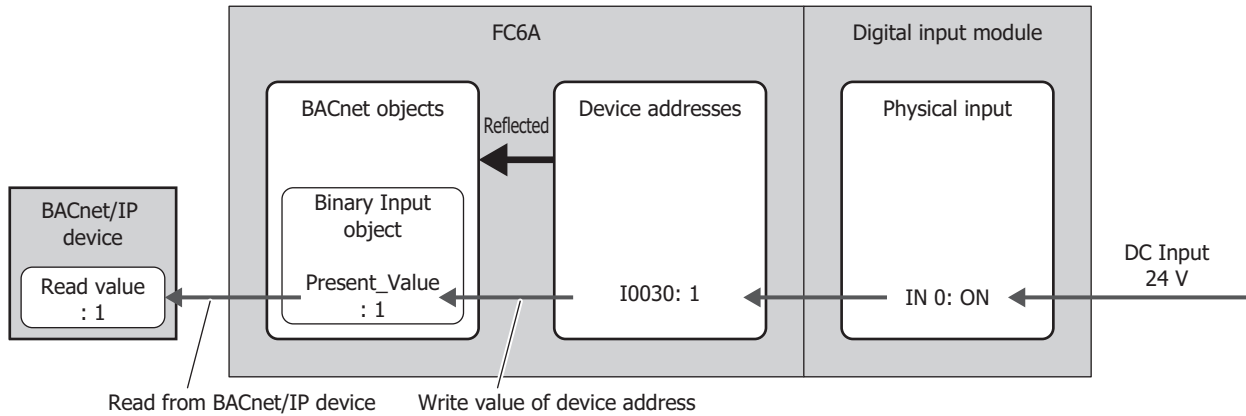 FC6A
Digital input module
BACnet objects
Reflected
Device addresses
Physical input
BACnet/IP
device
Read value
: 1
Binary Input
object
Present_Value
: 1
I0030: 1
IN 0: ON
DC Input
24 V
Read from BACnet/IP device
Write value of device address